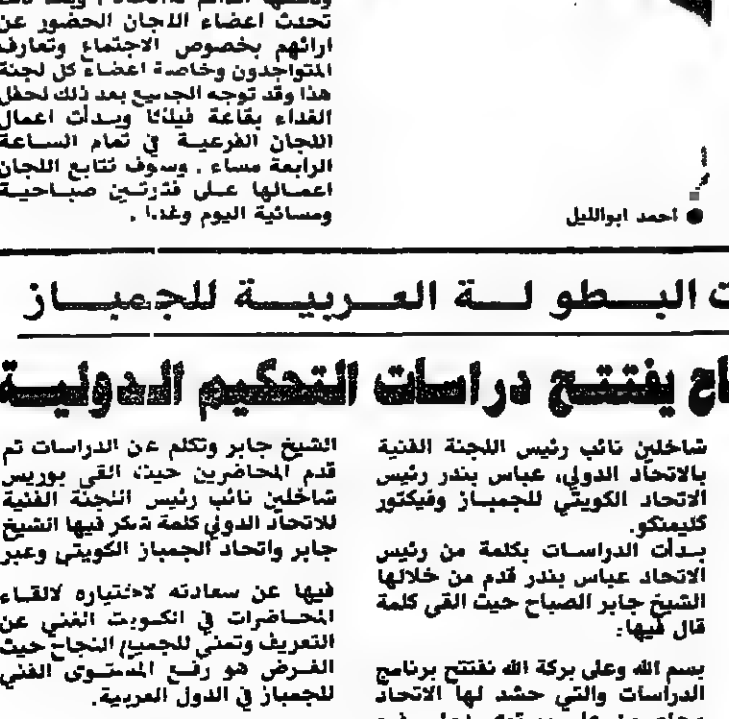 تحدث اعضاء اللجان الحضور عن
ارائهم بخصوص الاجتماع وتعارف
المتواجدون وخاصة اعضاء كل لجنة
هذا وقد توجه الجميع بعد ذلك لحفل
الغداء بقاعة فيلكا وبدأت اعمال
اللجان الفرعية في تمام الساعة
الرابعة مساء . وسوف تتابع اللجان
اعمالها على فترتين صباحية
ومسائية اليوم وغدا .
احمد ابوالليل
البطولة العربية للجمباز
يفتتح دراسات التحكيم الدولية
شاخلين نائب رئيس اللجنة الفنية
بالاتحاد الدولي، عباس بندر رئيس
الاتحاد الكويتي للجمباز وفيكتور
كليمنكو.
بدأت الدراسات بكلمة من رئيس
الاتحاد عباس بندر قدم من خلالها
الشيخ جابر الصباح حيث القى كلمة
قال فيها:
بسم الله وعلى بركة الله نفتتح برنامج
الدراسات والتي حشد لها الاتحاد
الشيخ جابر وتكلم عن الدراسات ثم
قدم المحاضرين حيث القى بوريس
شاخلين نائب رئيس اللجنة الفنية
للاتحاد الدولي كلمة شكر فيها الشيخ
جابر واتحاد الجمباز الكويتي وعبر
فيها عن سعادته لاختياره لالقاء
المحاضرات في الكويت الغني عن
التعريف وتمنى للجميع النجاح حيث
الغرض هو رفع المستوى الفني
للجمباز في الدول العربية.